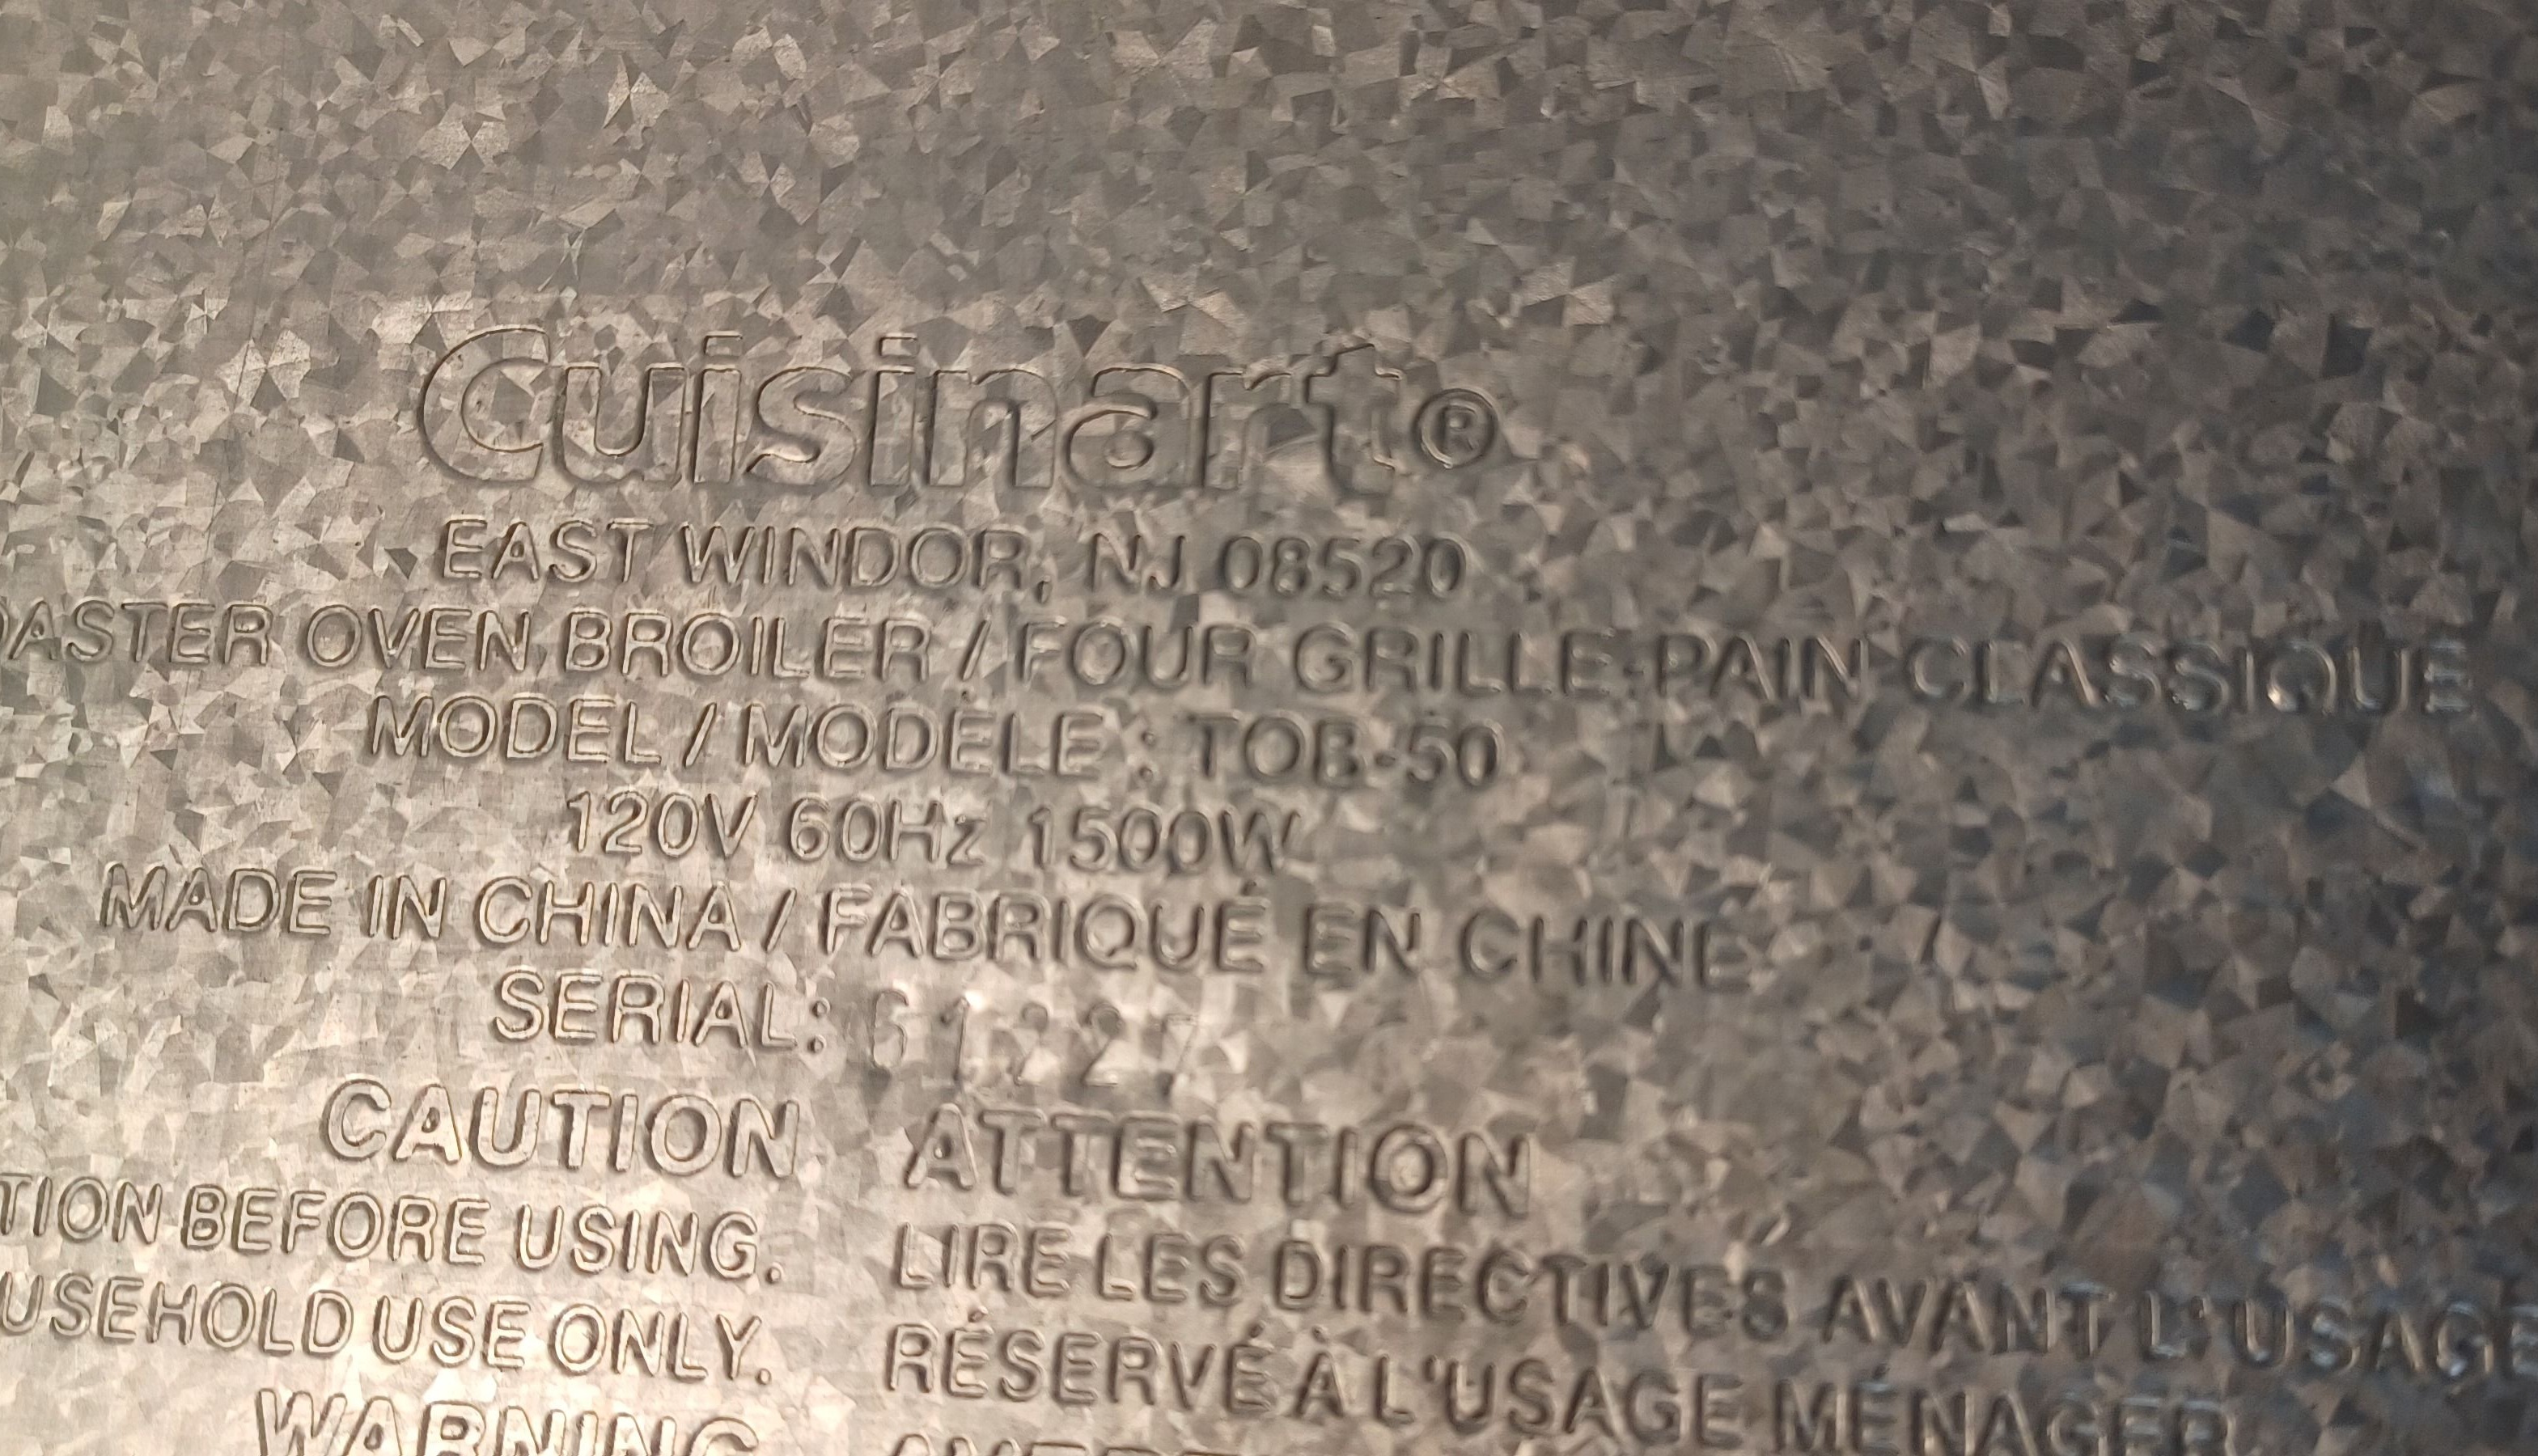 Cuisinart®
EAST WINDOR, NJ 08520
OASTER OVEN BROILER / FOUR GRILLE-PAIN CLASSIQUE
MODEL / MODÈLE : TOB-50
120V 60Hz 1500W
MADE IN CHINA / FABRIQUÉ EN CHINE
SERIAL:
CAUTION ATTENTION
TION BEFORE USING. LIRE LES DIRECTIVES AVANT L'USAGE
USEHOLD USE ONLY. RÉSERVÉ À L'USAGE MÉNAGER
WARNING